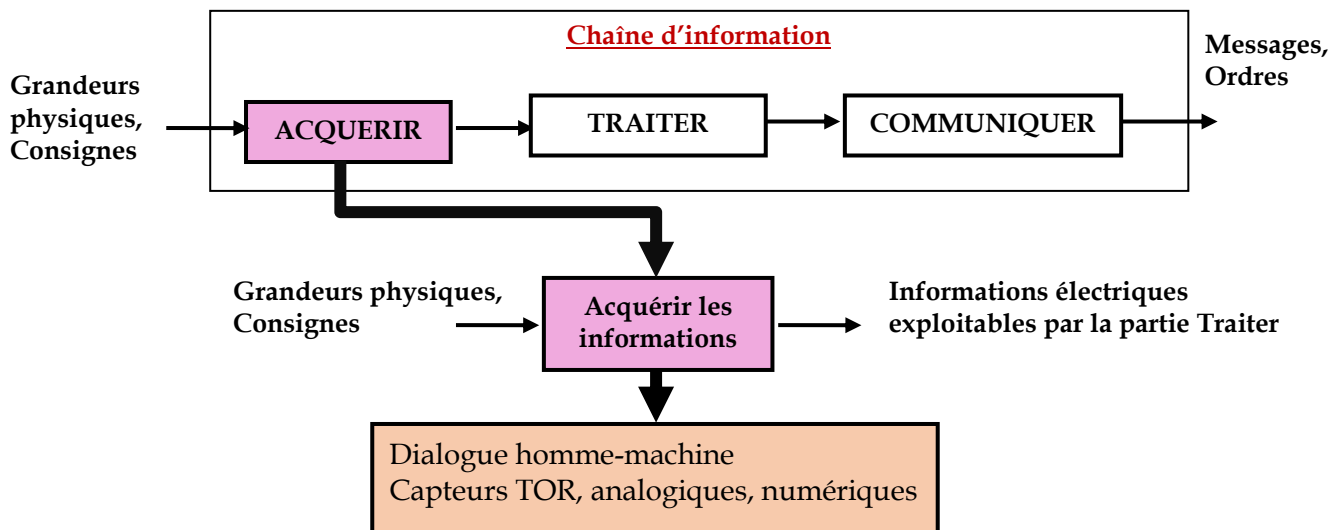 Chaîne d’information
Messages,
Ordres
Grandeurs
physiques,
Consignes
ACQUERIR
TRAITER
COMMUNIQUER
Grandeurs physiques,
Consignes
Acquérir les
informations
Informations électriques
exploitables par la partie Traiter
Dialogue homme-machine
Capteurs TOR, analogiques, numériques